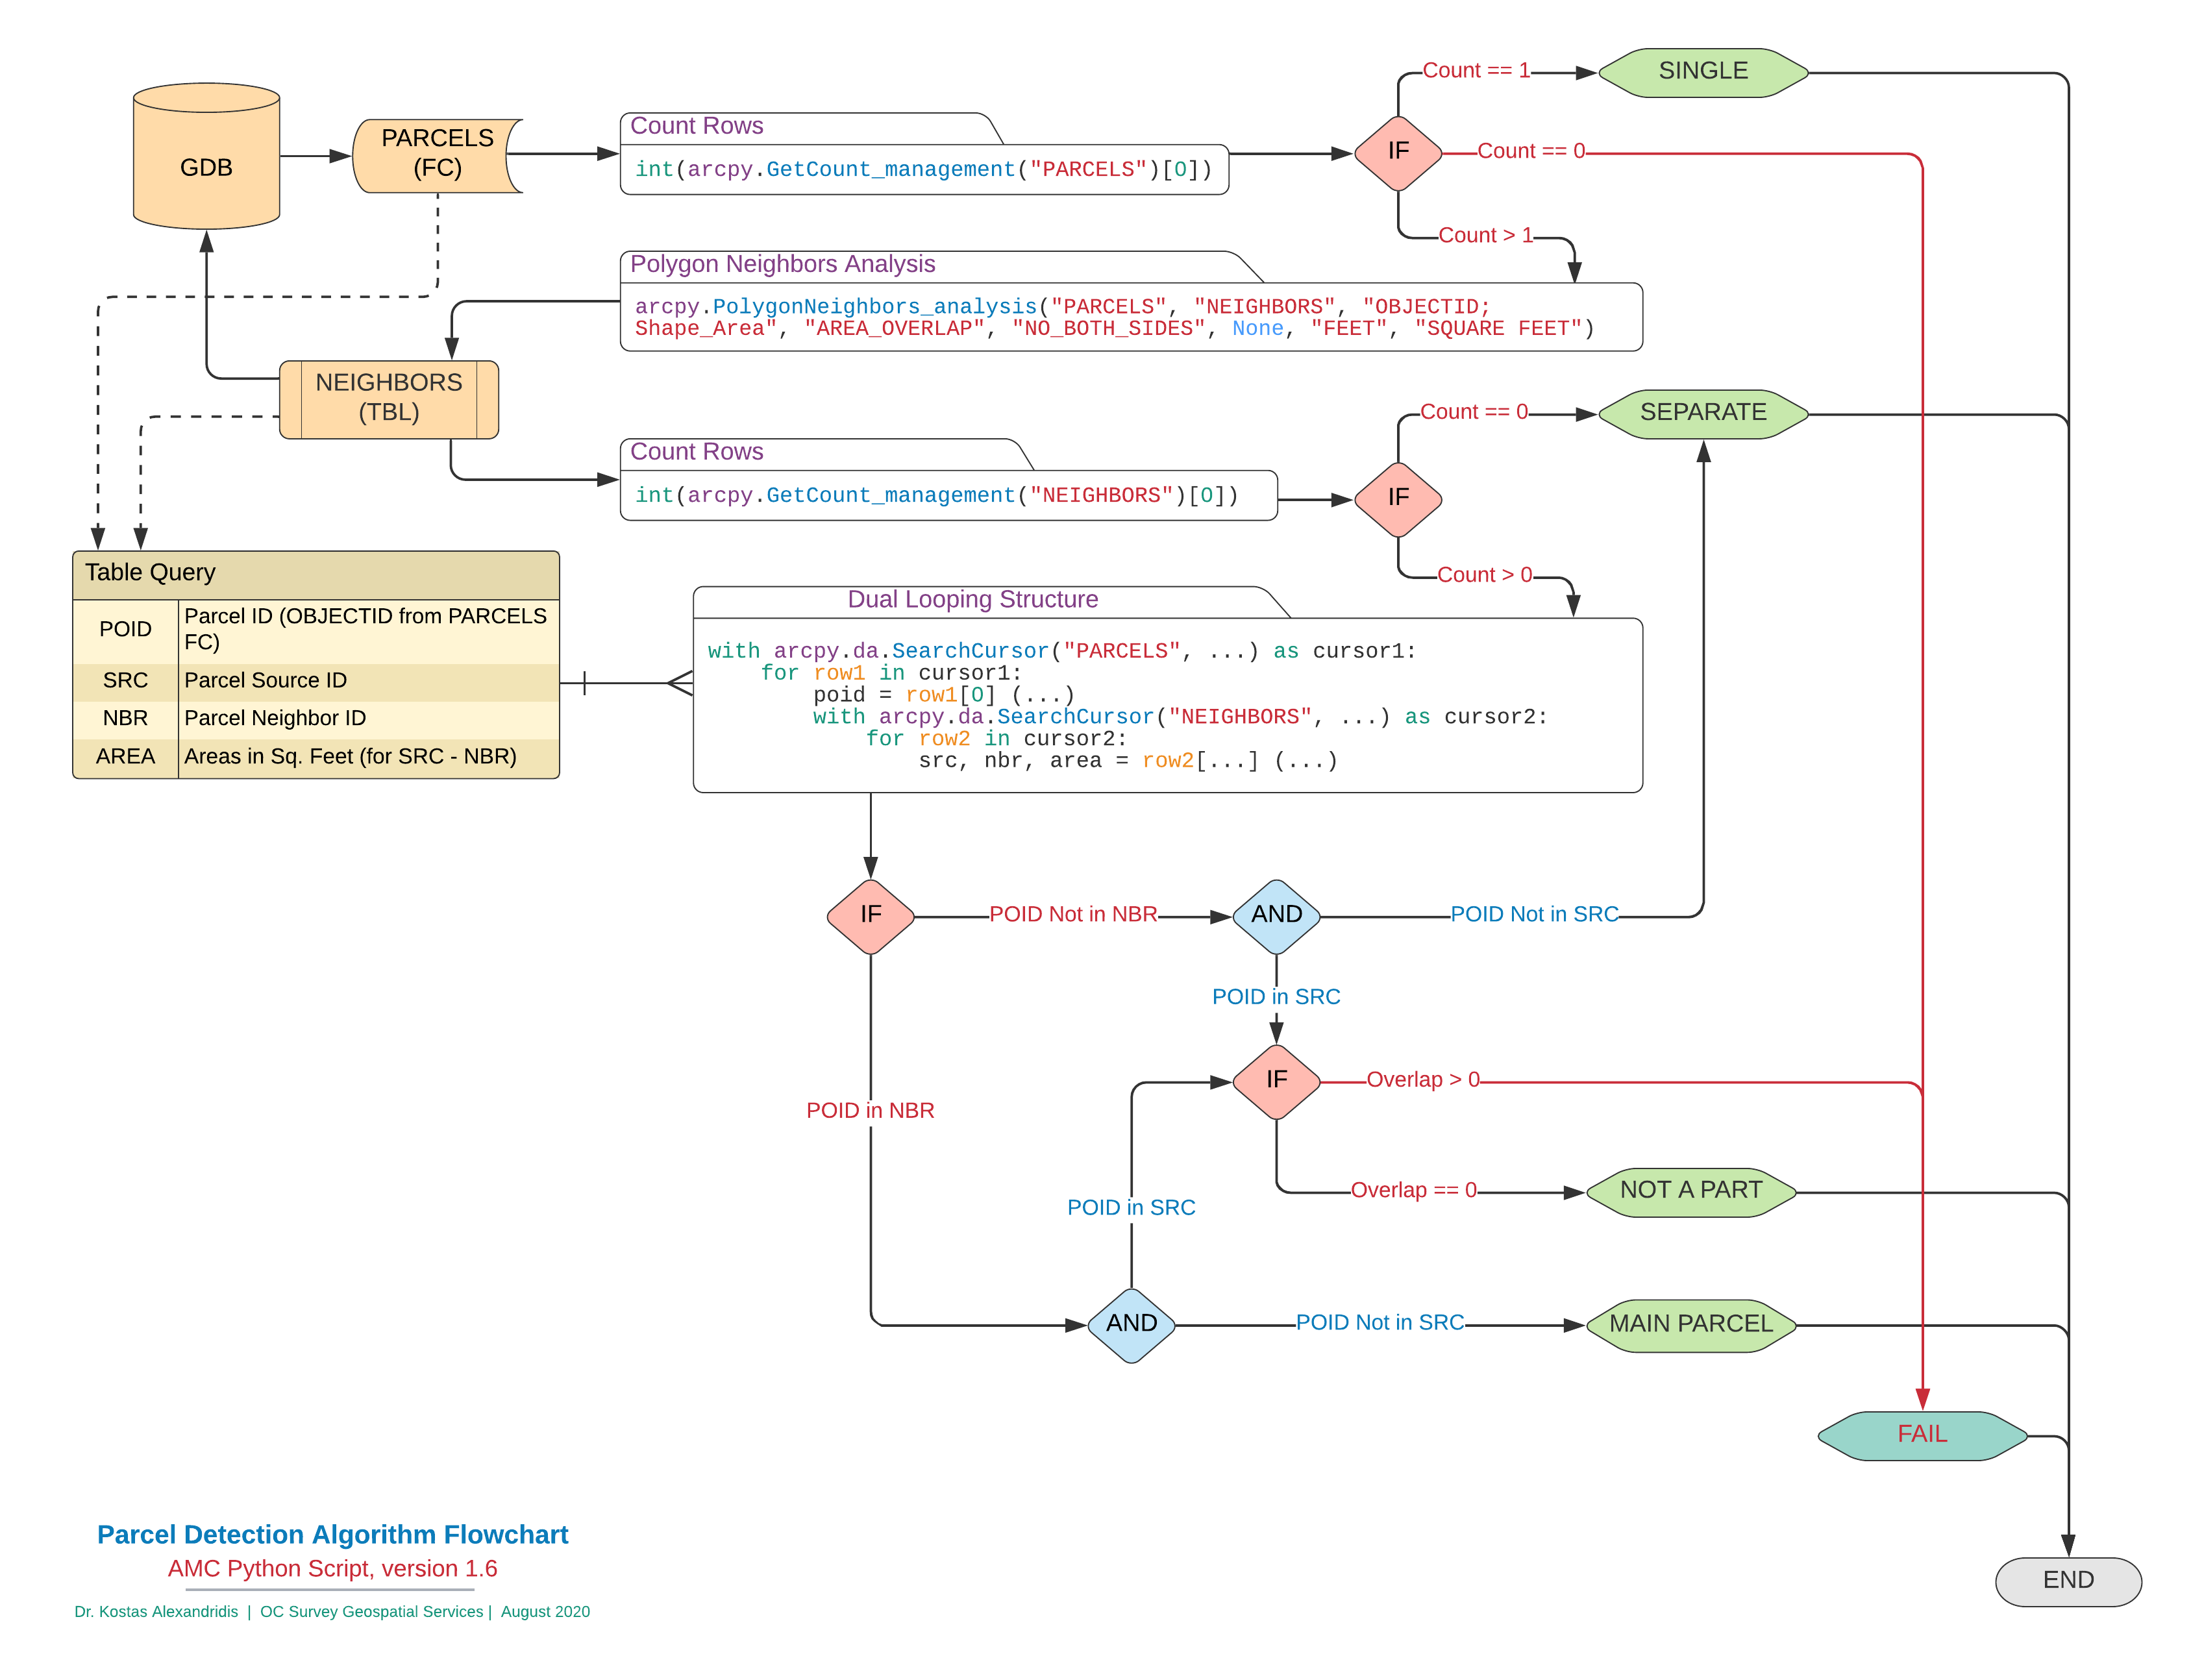 GDB
PARCELS
(FC)
Count Rows
int(arcpy.GetCount_management("PARCELS")[0])
IF
Count == 1
SINGLE
Count == 0
Count > 1
Polygon Neighbors Analysis
arcpy.PolygonNeighbors_analysis("PARCELS", "NEIGHBORS", "OBJECTID;
Shape_Area", "AREA_OVERLAP", "NO_BOTH_SIDES", None, "FEET", "SQUARE FEET")
NEIGHBORS
(TBL)
Count Rows
int(arcpy.GetCount_management("NEIGHBORS")[0])
IF
Count == 0
SEPARATE
Count > 0
Table Query
POID Parcel ID (OBJECTID from PARCELS
FC)
SRC Parcel Source ID
NBR Parcel Neighbor ID
AREA Areas in Sq. Feet (for SRC - NBR)
Dual Looping Structure
with arcpy.da.SearchCursor("PARCELS", ...) as cursor1:
    for row1 in cursor1:
        poid = row1[0] (...)
        with arcpy.da.SearchCursor("NEIGHBORS", ...) as cursor2:
            for row2 in cursor2:
                src, nbr, area = row2[...] (...)
IF
POID Not in NBR
AND
POID Not in SRC
POID in SRC
IF
Overlap > 0
POID in NBR
Overlap == 0
NOT A PART
POID in SRC
AND
POID Not in SRC
MAIN PARCEL
FAIL
END
Parcel Detection Algorithm Flowchart
AMC Python Script, version 1.6
Dr. Kostas Alexandridis | OC Survey Geospatial Services | August 2020